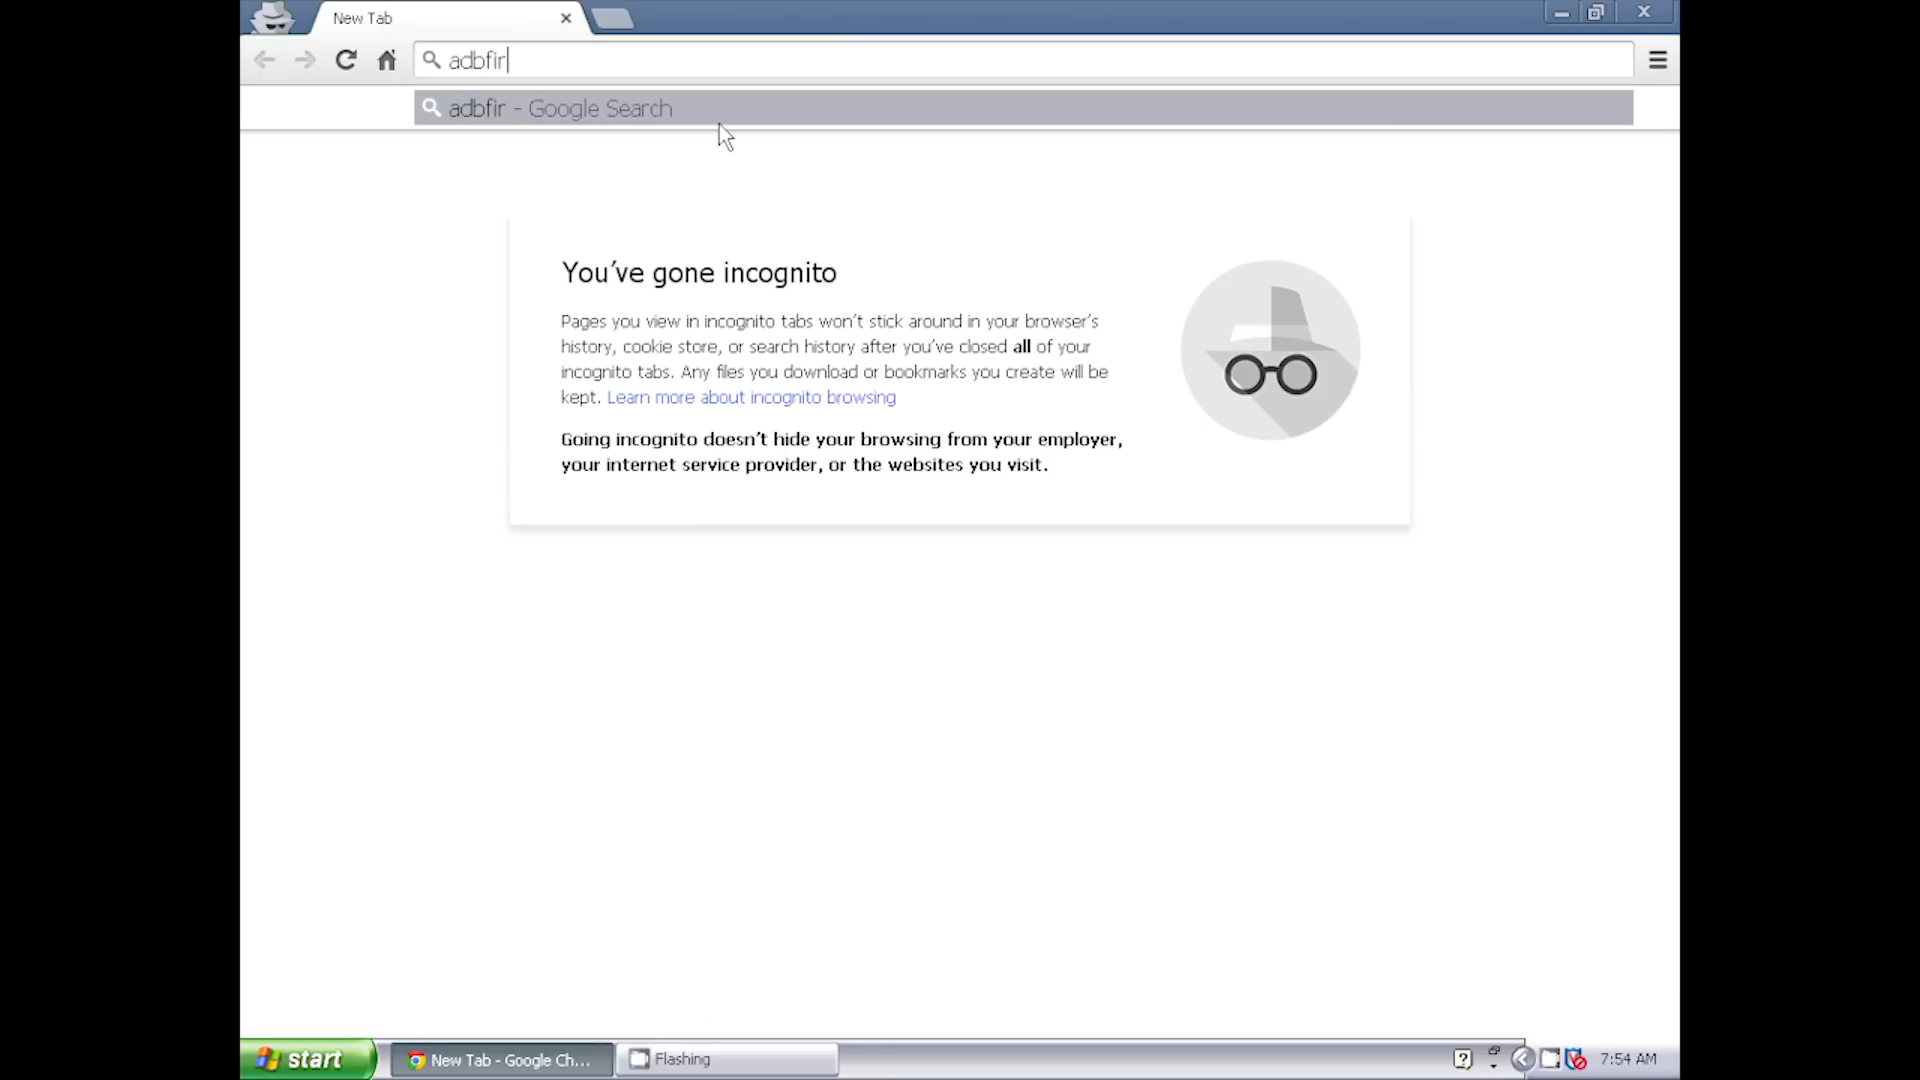 New Tab
adbfir
adbfir - Google Search
You've gone incognito
Pages you view in incognito tabs won't stick around in your browser's
history, cookie store, or search history after you've closed all of your
incognito tabs. Any files you download or bookmarks you create will be
kept. Learn more about incognito browsing
Going incognito doesn't hide your browsing from your employer,
your internet service provider, or the websites you visit.
start
New Tab - Google Ch...
Flashing
7:54 AM